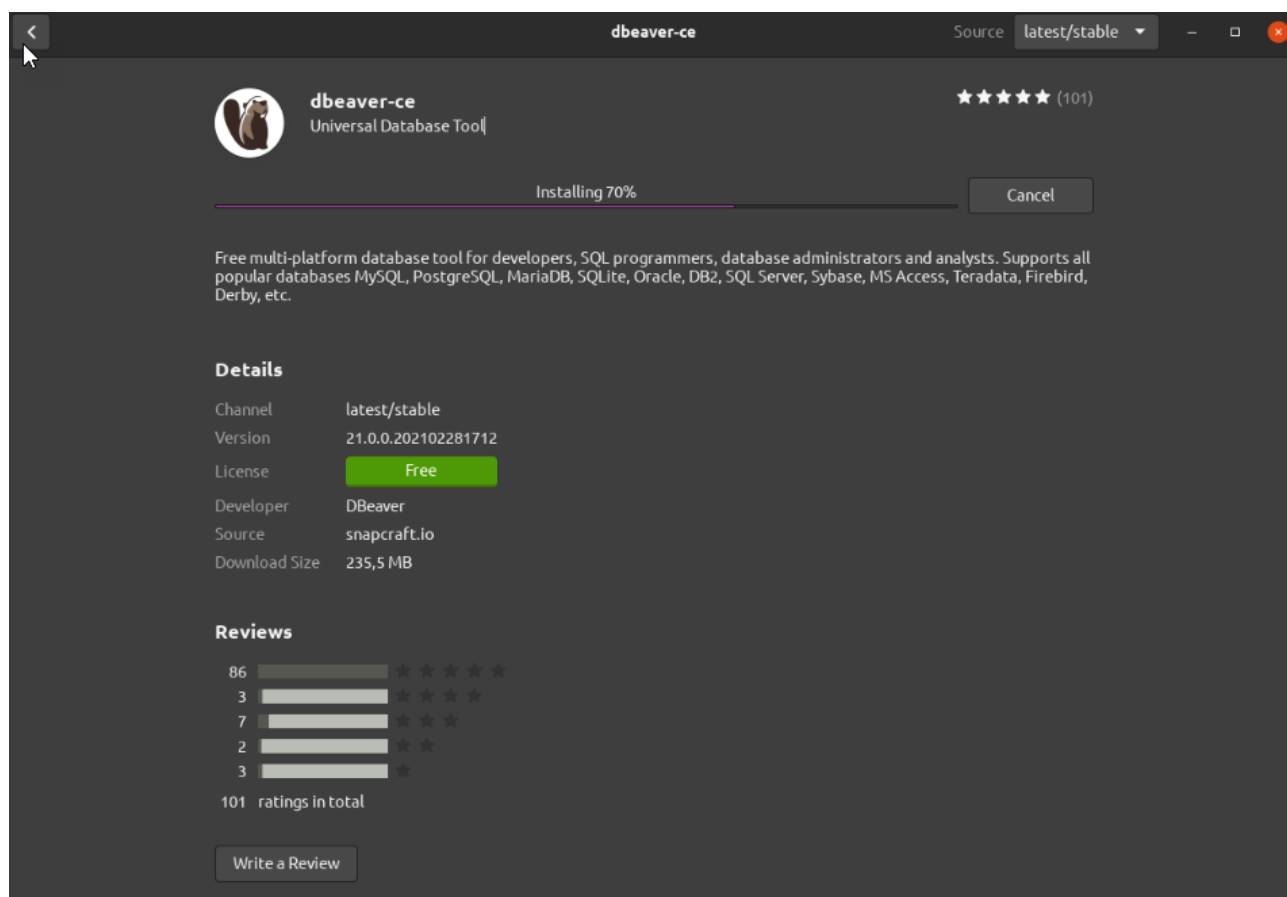 dbeaver-ce
Source latest/stable
dbeaver-ce
Universal Database Tool
(101)
Installing 70%
Cancel
Free multi-platform database tool for developers, SQL programmers, database administrators and analysts. Supports all
popular databases MySQL, PostgreSQL, MariaDB, SQLite, Oracle, DB2, SQL Server, Sybase, MS Access, Teradata, Firebird,
Derby, etc.
Details
Channel latest/stable
Version 21.0.0.202102281712
License Free
Developer DBeaver
Source snapcraft.io
Download Size 235,5 MB
Reviews
86
3
7
2
3
101 ratings in total
Write a Review